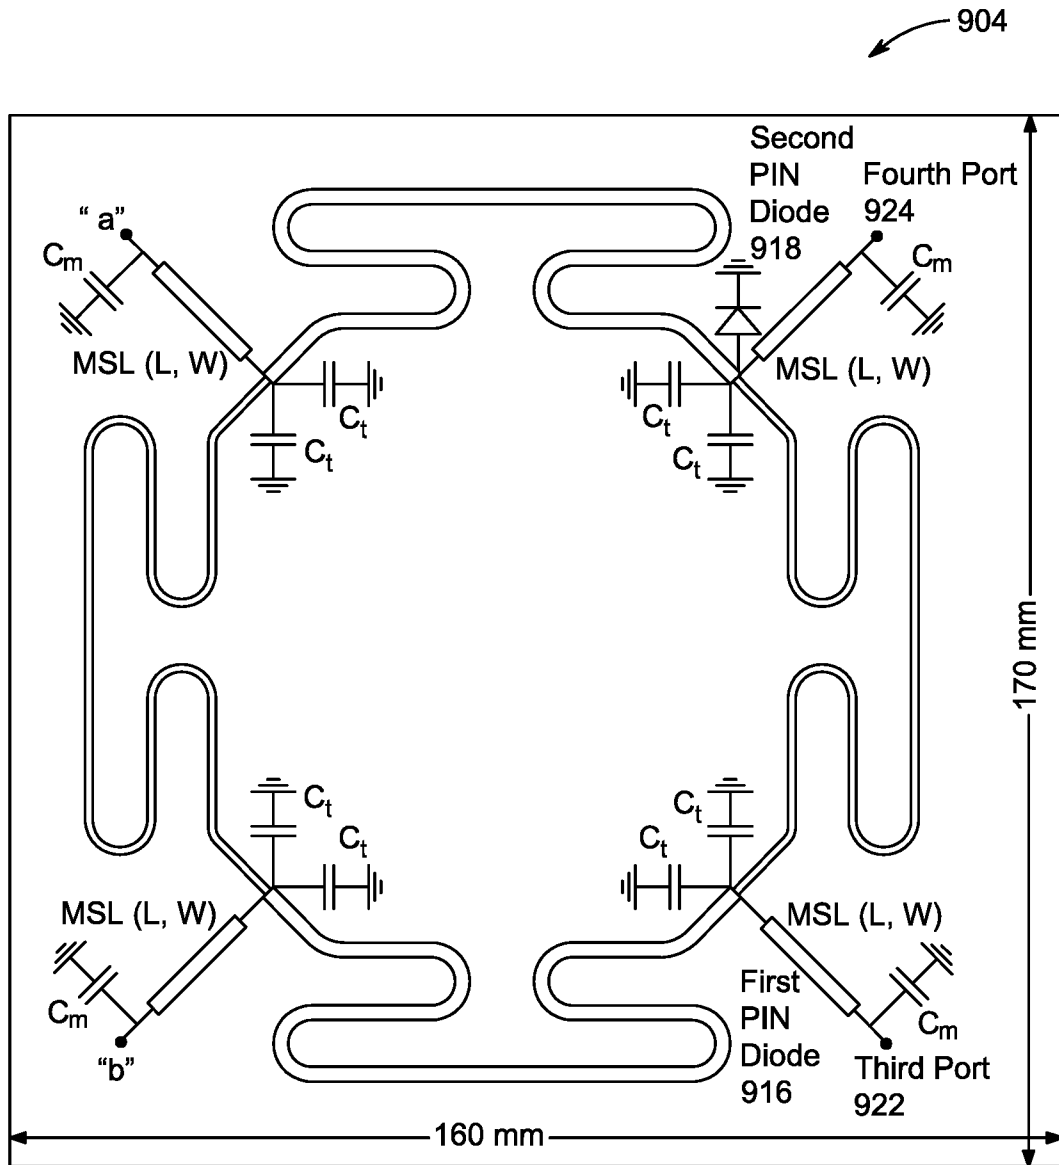 904
Second
PIN
Diode
918
Fourth Port
924
“ a”
Cm
Cm
MSL (L, W)
MSL (L, W)
Ct
Ct
Ct
Ct
170 mm
Ct
Ct
Ct
Ct
MSL (L, W)
MSL (L, W)
Cm
Cm
“b”
First
PIN
Diode
916
Third Port
922
160 mm